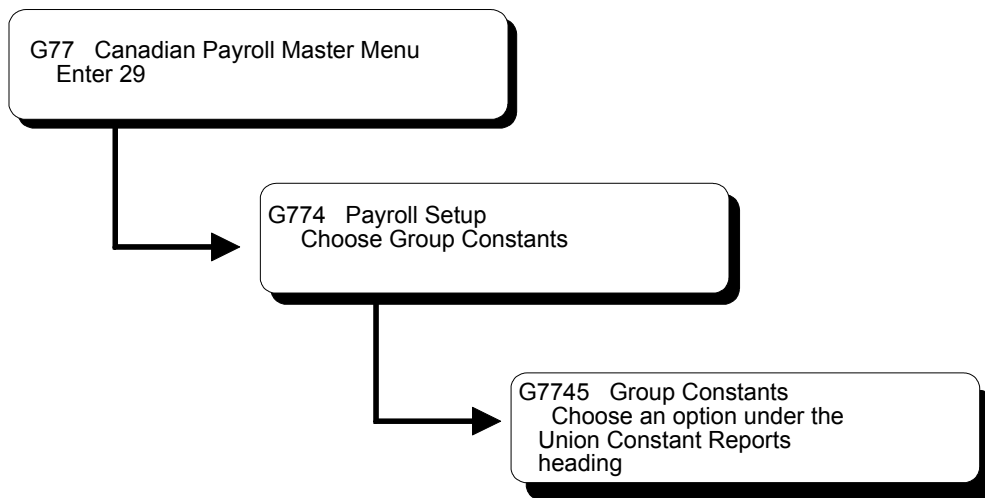 G77 Canadian Payroll Master Menu
Enter 29
G774 Payroll Setup
Choose Group Constants
G7745 Group Constants
Choose an option under the
Union Constant Reports
heading